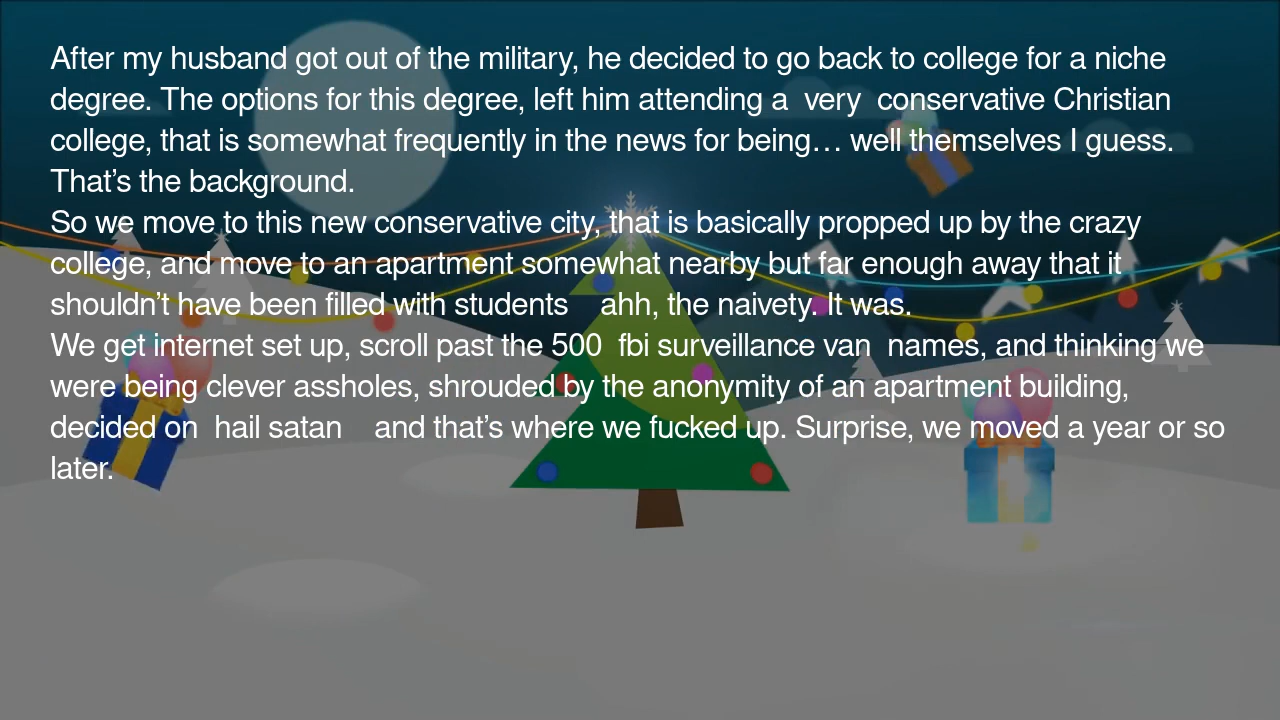 After my husband got out of the military, he decided to go back to college for a niche
degree. The options for this degree, left him attending a  very  conservative Christian
college, that is somewhat frequently in the news for being… well themselves I guess.
That’s the background.
So we move to this new conservative city, that is basically propped up by the crazy
college, and move to an apartment somewhat nearby but far enough away that it
shouldn’t have been filled with students    ahh, the naivety. It was.
We get internet set up, scroll past the 500  fbi surveillance van  names, and thinking we
were being clever assholes, shrouded by the anonymity of an apartment building,
decided on  hail satan    and that’s where we fucked up. Surprise, we moved a year or so
later.